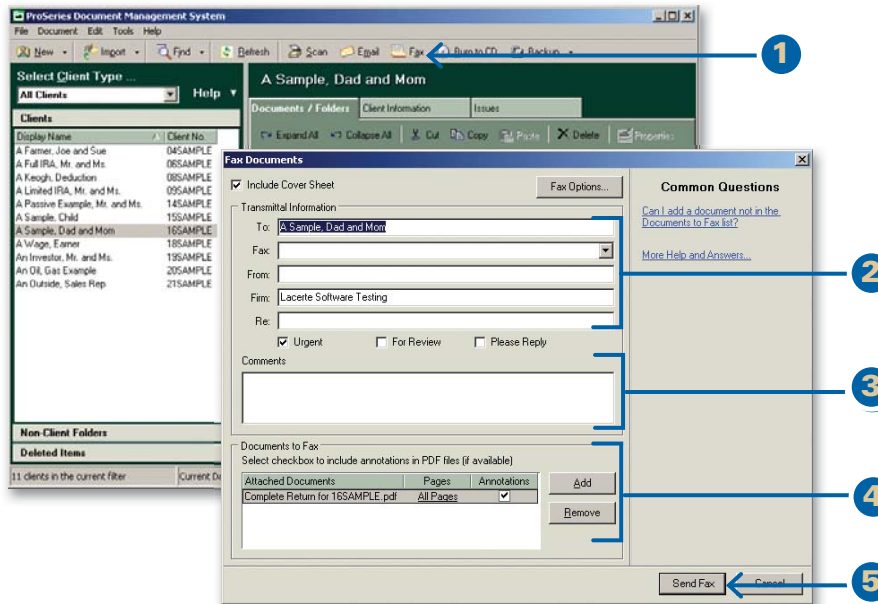 ProSeries Document Management System
File Document Edit Tools Help
New Import Find Refresh Scan Email Fax Burn to CD Backup
1
Select Client Type ...
All Clients Help
A Sample, Dad and Mom
Documents / Folders Client Information Issues
Clients
Expand All Collapse All Cut Copy Paste Delete Properties
Display Name Client No.
A Farmer, Joe and Sue 04SAMPLE
A Full IRA, Mr. and Ms. 06SAMPLE
A Keogh, Deduction 08SAMPLE
A Limited IRA, Mr. and Ms. 09SAMPLE
A Passive Example, Mr. and Ms. 14SAMPLE
A Sample, Child 15SAMPLE
A Sample, Dad and Mom 16SAMPLE
A Wage, Earner 18SAMPLE
An Investor, Mr. and Ms. 19SAMPLE
An Oil, Gas Example 20SAMPLE
An Outside, Sales Rep 21SAMPLE
Non-Client Folders
Deleted Items
11 clients in the current filter Current Da
Fax Documents
Include Cover Sheet Fax Options...
Common Questions
Can I add a document not in the
Documents to Fax list?
More Help and Answers...
Transmittal Information
To: A Sample, Dad and Mom
Fax:
From:
2
Firm: Lacerte Software Testing
Re:
Urgent For Review Please Reply
Comments
3
Documents to Fax
Select checkbox to include annotations in PDF files (if available)
Attached Documents Pages Annotations
Complete Return for 16SAMPLE.pdf All Pages
Add
Remove
4
Send Fax Cancel
5